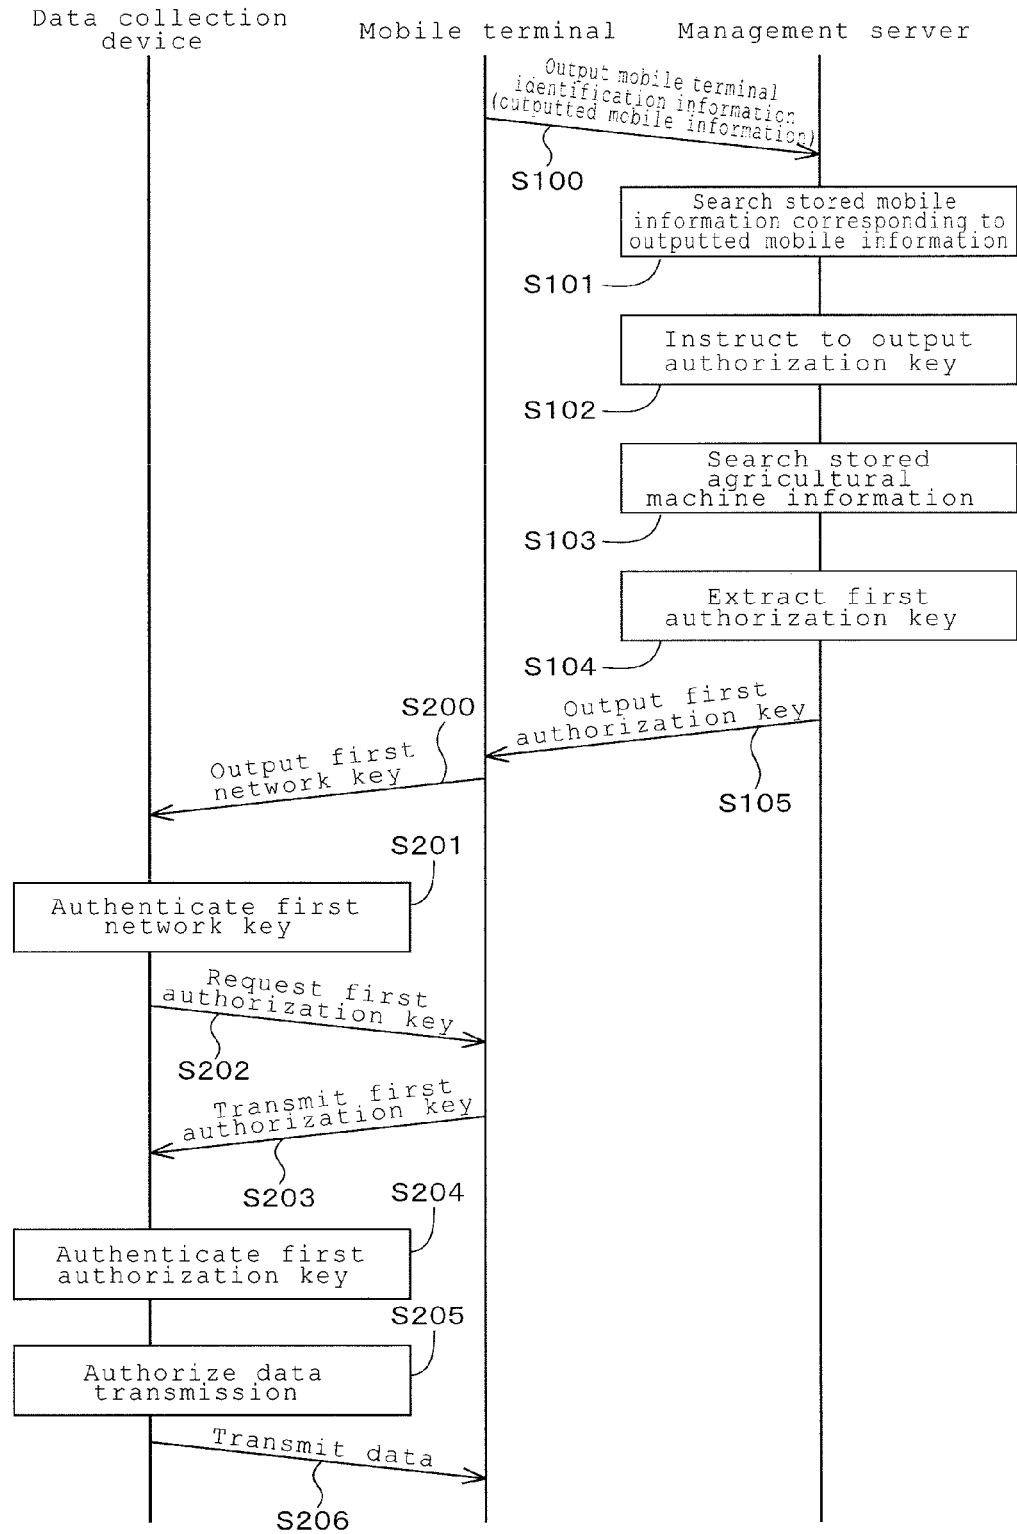 Data collection
device
Mobile terminal
Management server
Output mobile terminal
identification information
(outputted mobile information)
S100
Search stored mobile
information corresponding to
outputted mobile information
S101
Instruct to output
authorization key
S102
Search stored
agricultural
machine information
S103
Extract first
authorization key
S104
Output first
authorization key
S105
S200
Output first
network key
S201
Authenticate first
network key
Request first
authorization key
S202
Transmit first
authorization key
S203
S204
Authenticate first
authorization key
S205
Authorize data
transmission
Transmit data
S206